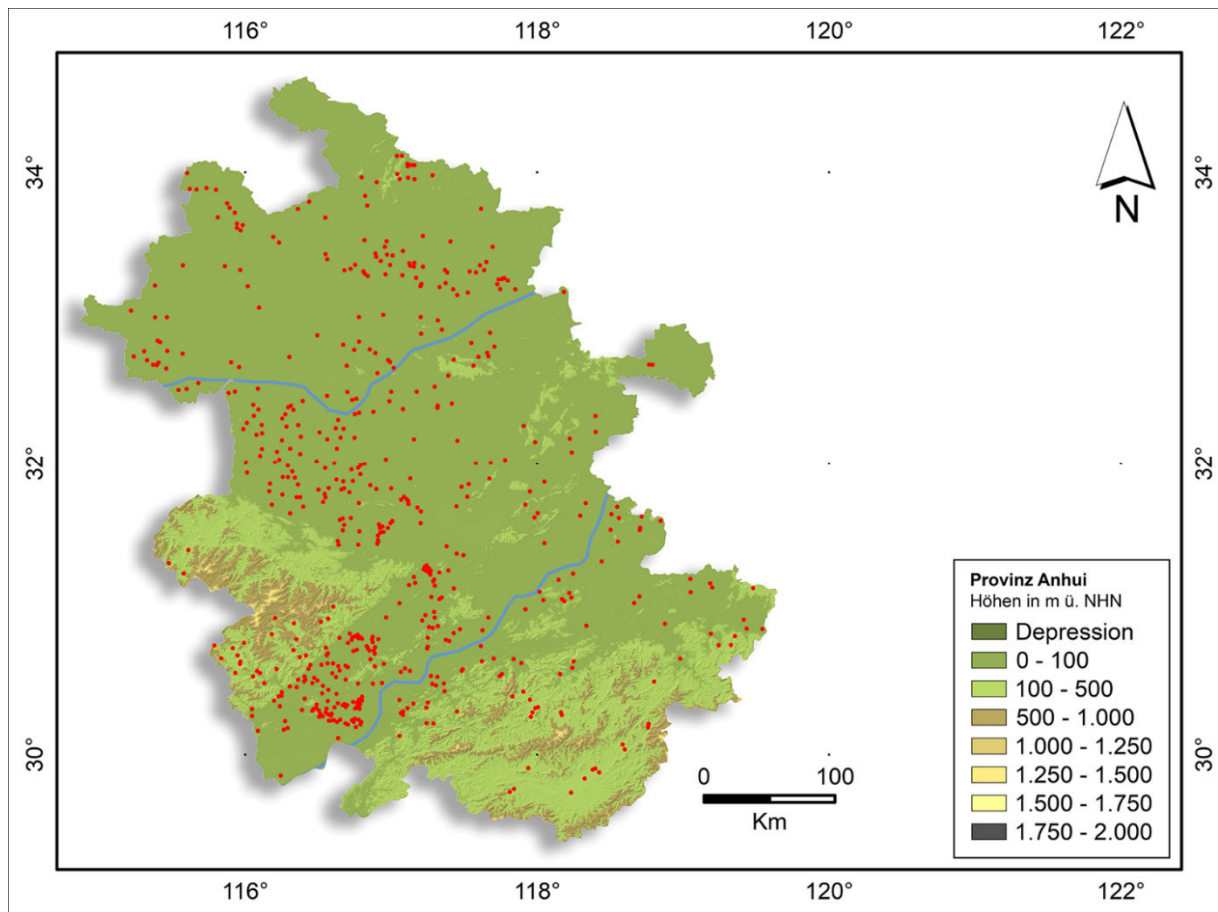 116° 118° 120° 122°
34° 34°
N
32° 32°
Provinz Anhui
Höhen in m ü. NHN
Depression
0 - 100
100 - 500
500 - 1.000
1.000 - 1.250
1.250 - 1.500
1.500 - 1.750
1.750 - 2.000
30° 30°
0 100
Km
116° 118° 120° 122°